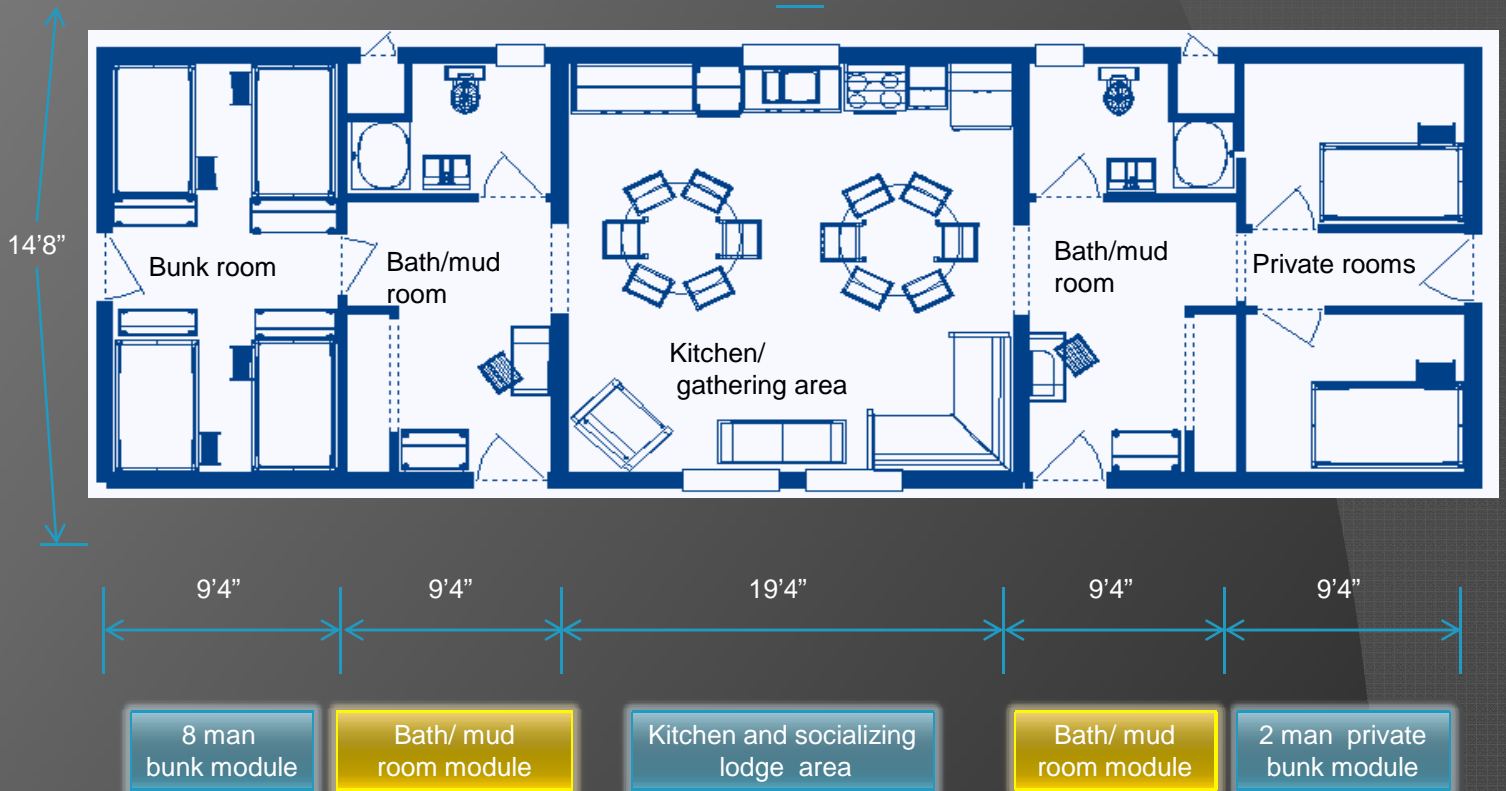 14’8”
Bunk room
Bath/mud
room
Kitchen/
gathering area
Bath/mud
room
Private rooms
9’4”
9’4”
19’4”
9’4”
9’4”
8 man
bunk module
Bath/ mud
room module
Kitchen and socializing
lodge area
Bath/ mud
room module
2 man private
bunk module